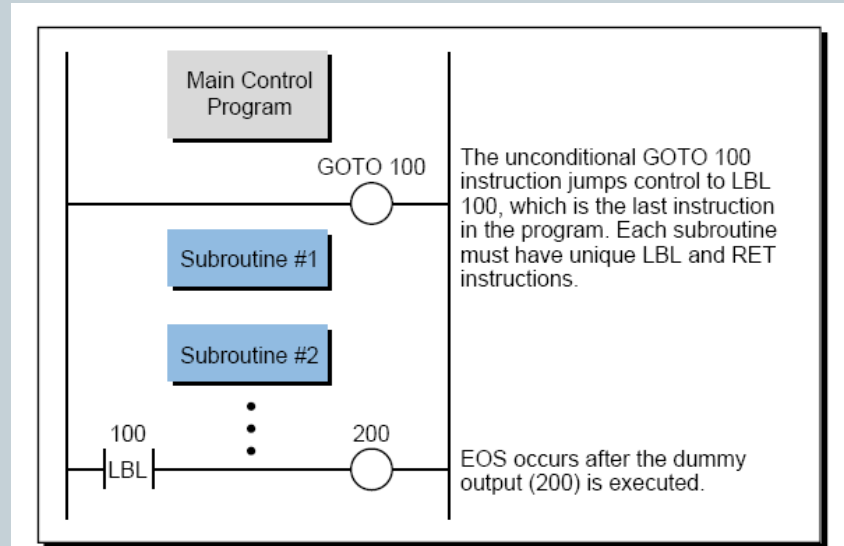 Main Control
Program
GOTO 100
The unconditional GOTO 100
instruction jumps control to LBL
100, which is the last instruction
in the program. Each subroutine
must have unique LBL and RET
instructions.
Subroutine #1
Subroutine #2
100
200
LBL
EOS occurs after the dummy
output (200) is executed.